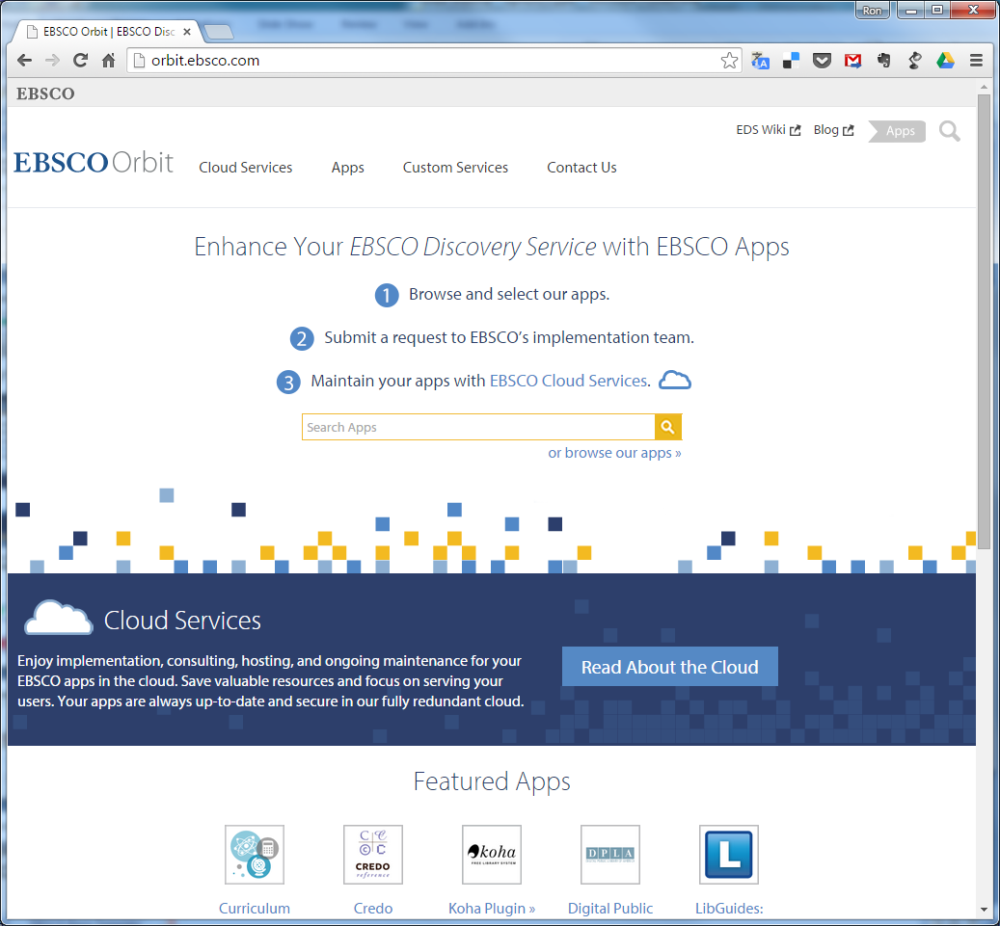 Ron
EBSCO Orbit | EBSCO Disc
orbit.ebsco.com
EBSCO
EDS Wiki
Blog
Apps
EBSCO Orbit
Cloud Services
Apps
Custom Services
Contact Us
Enhance Your EBSCO Discovery Service with EBSCO Apps
1 Browse and select our apps.
2 Submit a request to EBSCO's implementation team.
3 Maintain your apps with EBSCO Cloud Services.
Search Apps
or browse our apps »
Cloud Services
Enjoy implementation, consulting, hosting, and ongoing maintenance for your
EBSCO apps in the cloud. Save valuable resources and focus on serving your
users. Your apps are always up-to-date and secure in our fully redundant cloud.
Read About the Cloud
Featured Apps
CREDO
reference
koha
FREE LIBRARY SYSTEM
DPLA
L
Curriculum
Credo
Koha Plugin »
Digital Public
LibGuides: